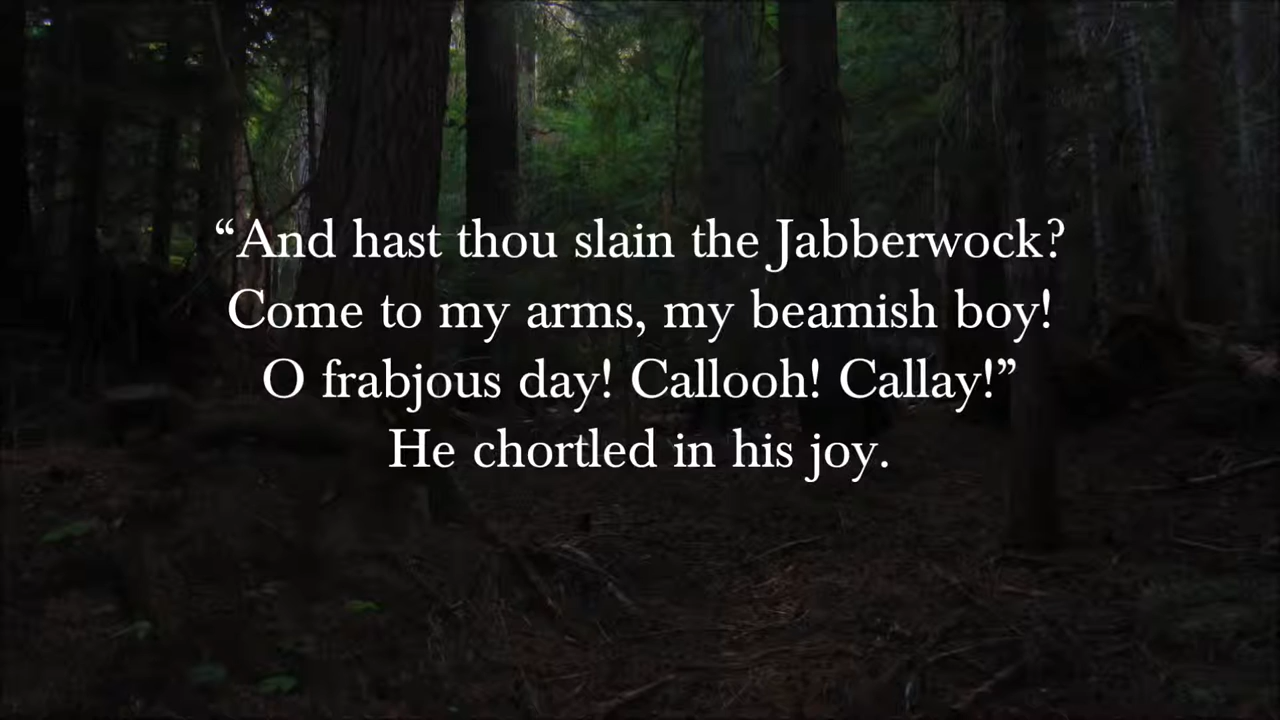 “And hast thou slain the Jabberwock?
Come to my arms, my beamish boy!
O frabjous day! Callooh! Callay!”
He chortled in his joy.